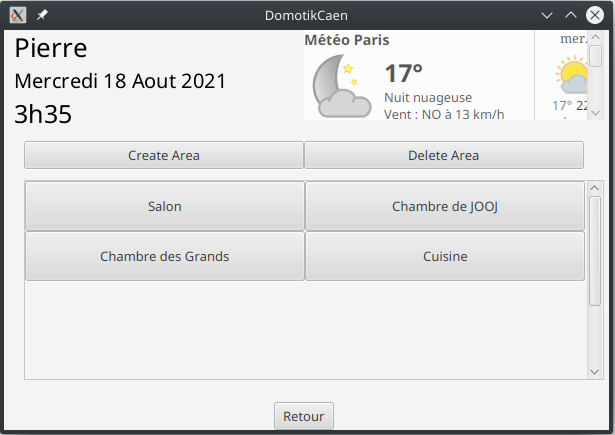 DomotikCaen
Pierre
Mercredi 18 Aout 2021
3h35
Météo Paris
17°
Nuit nuageuse
Vent : NO à 13 km/h
mer.
17° 22
Create Area
Delete Area
Salon
Chambre de JOOJ
Chambre des Grands
Cuisine
Retour